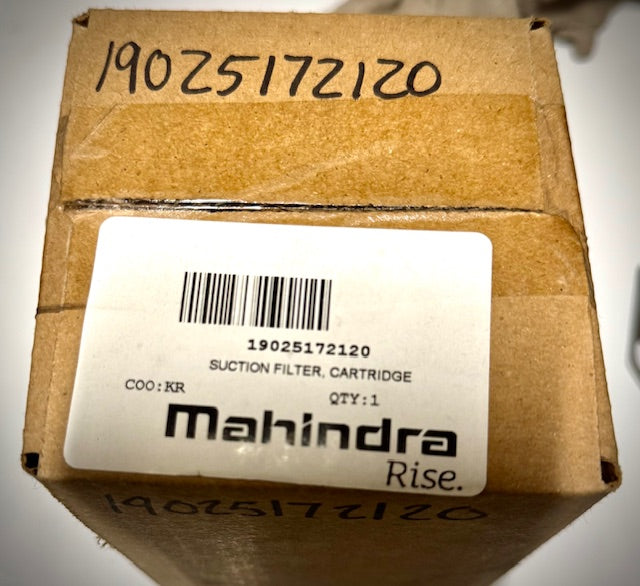 19025172120
19025172120
SUCTION FILTER, CARTRIDGE
COO:KR QTY:1
Mahindra
Rise.
19025172120